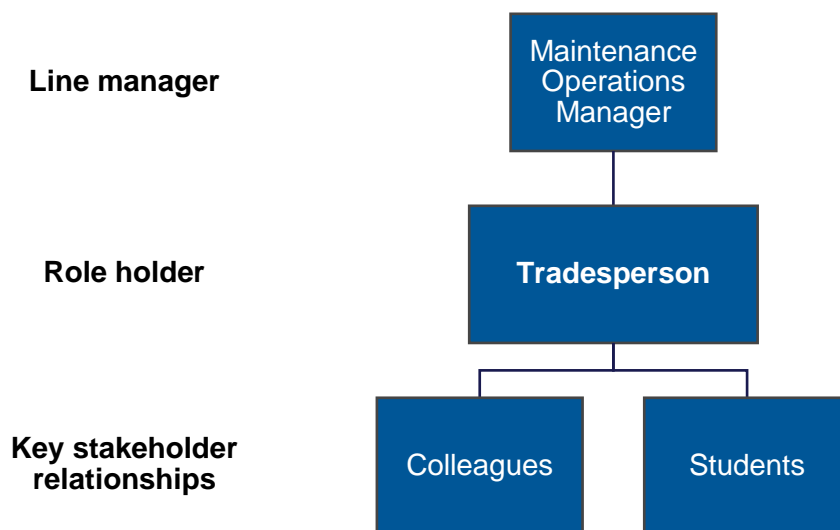 Line manager
Maintenance
Operations
Manager
Role holder
Tradesperson
Key stakeholder
relationships
Colleagues
Students